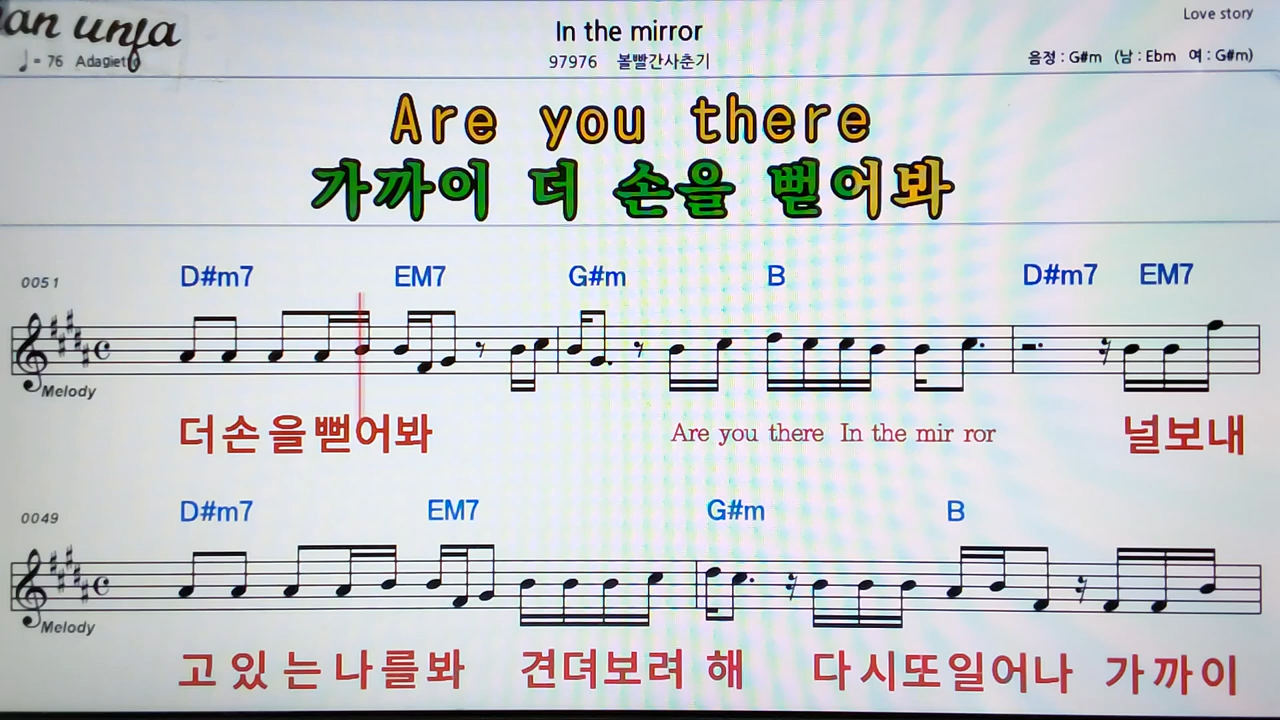 an unfa
In the mirror
Love story
♩= 76 Adagietto
97976 볼빨간사춘기
음정 : G#m (남 : Ebm 여 : G#m)
Are you there
가까이 더 손을 뻗어봐
0051
D#m7 EM7 G#m B D#m7 EM7
Melody
더손을뻗어봐 Are you there In the mir ror 널보내
0049
D#m7 EM7 G#m B
Melody
고있는나를봐 견뎌보려해 다시또일어나 가까이